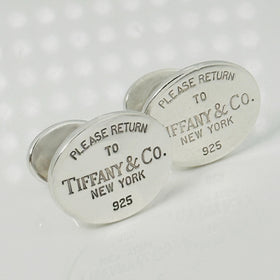 PLEASE RETURN
TO
TIFFANY & CO.
NEW YORK
925
PLEASE RETURN
TO
TIFFANY & CO.
NEW YORK
925